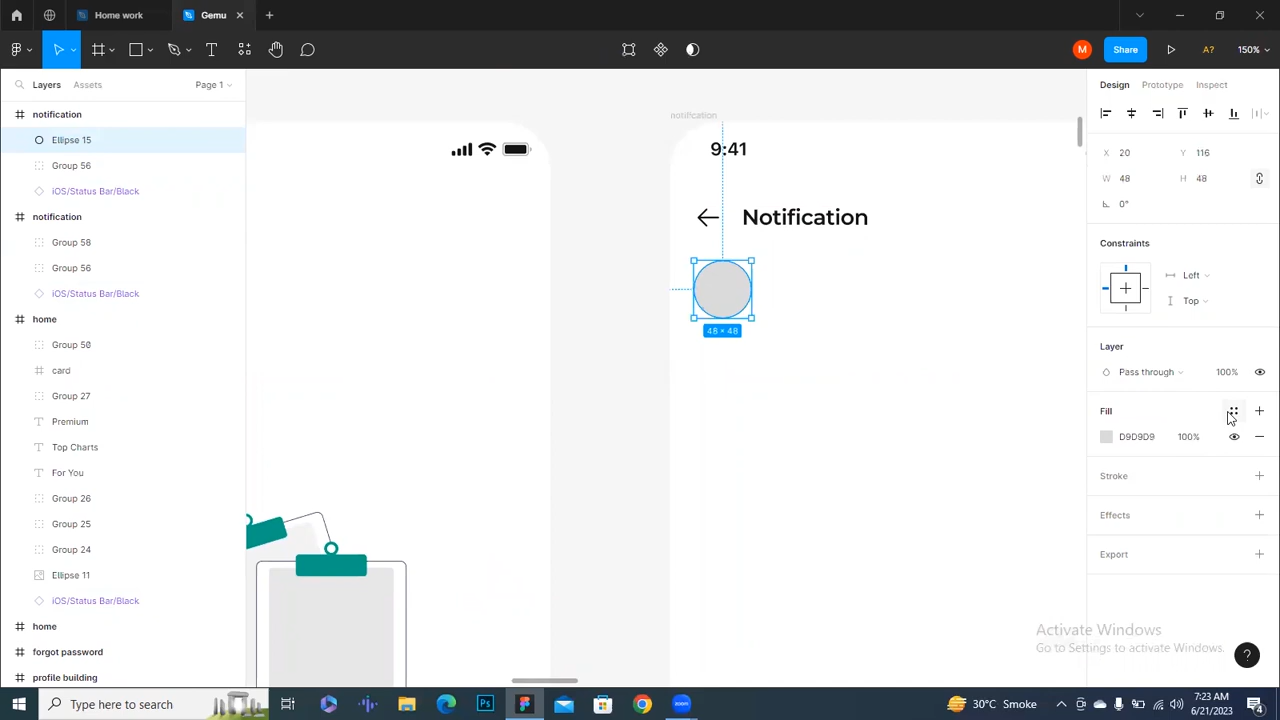 Home work
Gemu
M
Share
A?
150%
Layers
Assets
Page 1
Design
Prototype
Inspect
notification
Ellipse 15
Group 56
iOS/Status Bar/Black
notification
Group 58
Group 56
iOS/Status Bar/Black
home
Group 50
card
Group 27
Premium
Top Charts
For You
Group 26
Group 25
Group 24
Ellipse 11
iOS/Status Bar/Black
home
forgot password
profile building
notification
9:41
Notification
48 × 48
X 20
Y 116
W 48
H 48
0°
Constraints
Left
Top
Layer
Pass through
100%
Fill
D9D9D9
100%
Stroke
Effects
Export
Activate Windows
Go to Settings to activate Windows.
?
Type here to search
Ps
zoom
30°C Smoke
7:23 AM
6/21/2023